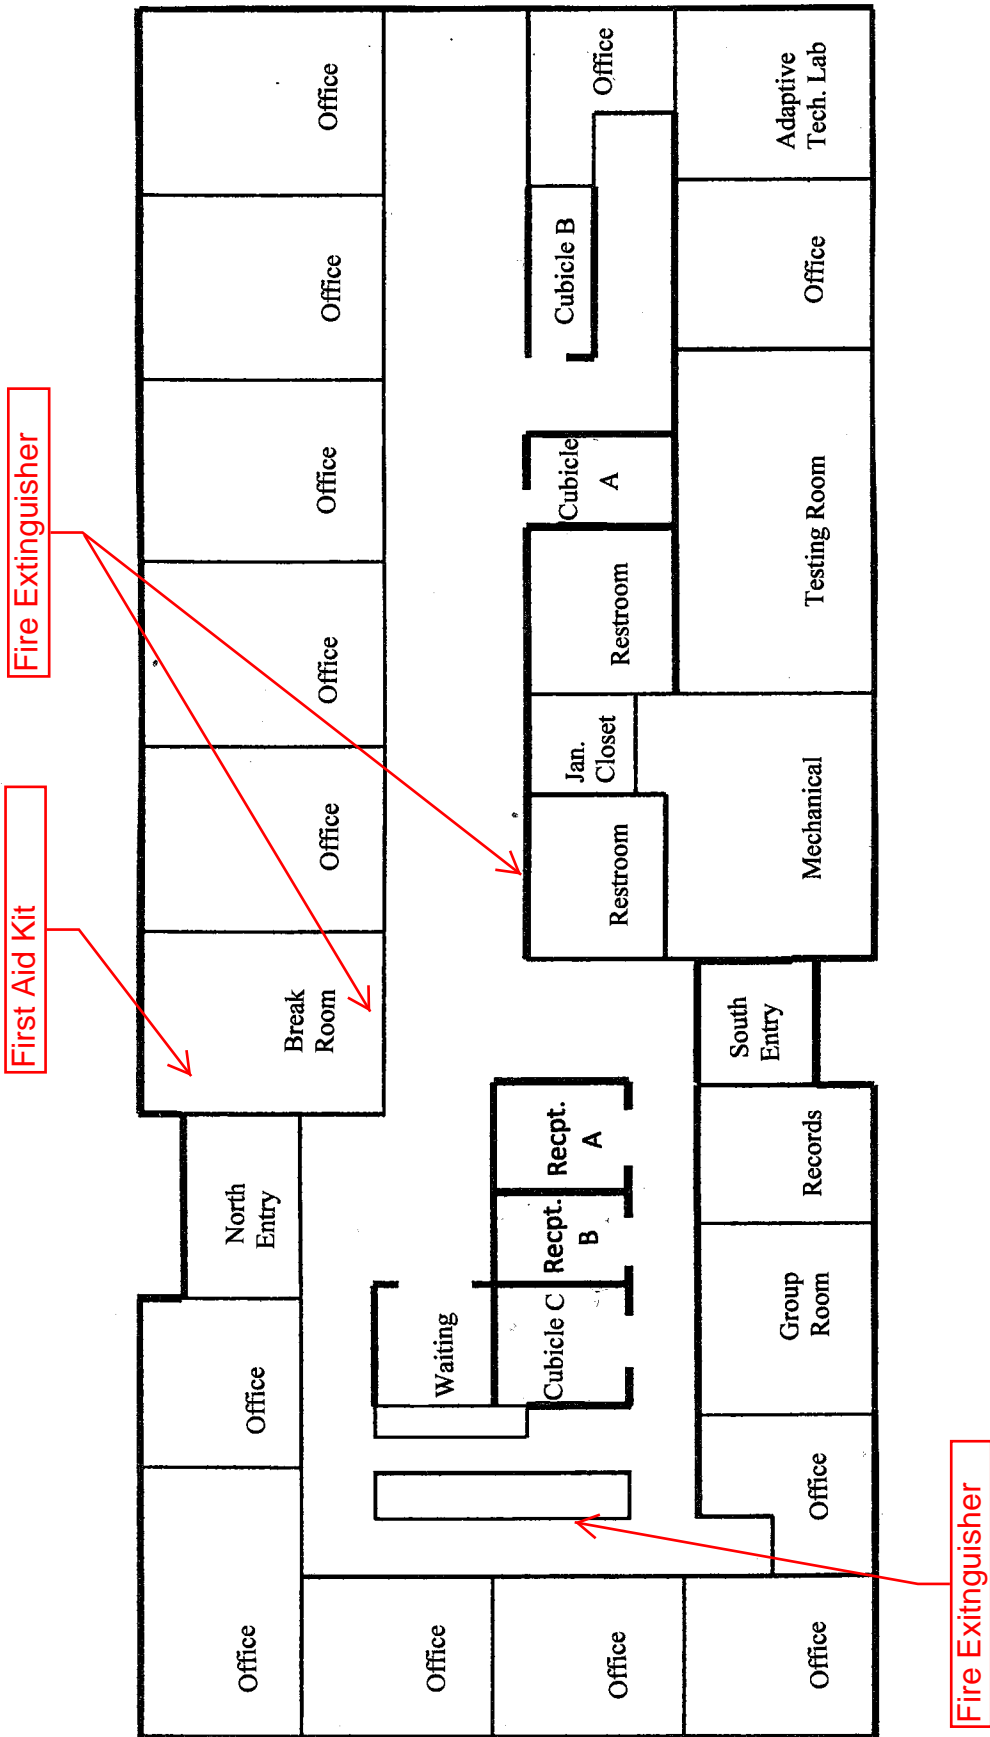 Fire Extinguisher
First Aid Kit
Office
Office
North
Entry
Break
Room
Office
Office
Office
Office
Office
Office
Waiting
Cubicle C
Recpt.
B
Recpt.
A
Restroom
Jan.
Closet
Restroom
Cubicle
A
Cubicle B
Office
Office
Office
Office
Office
Group
Room
Records
South
Entry
Mechanical
Testing Room
Office
Adaptive
Tech. Lab
Fire Exitnguisher